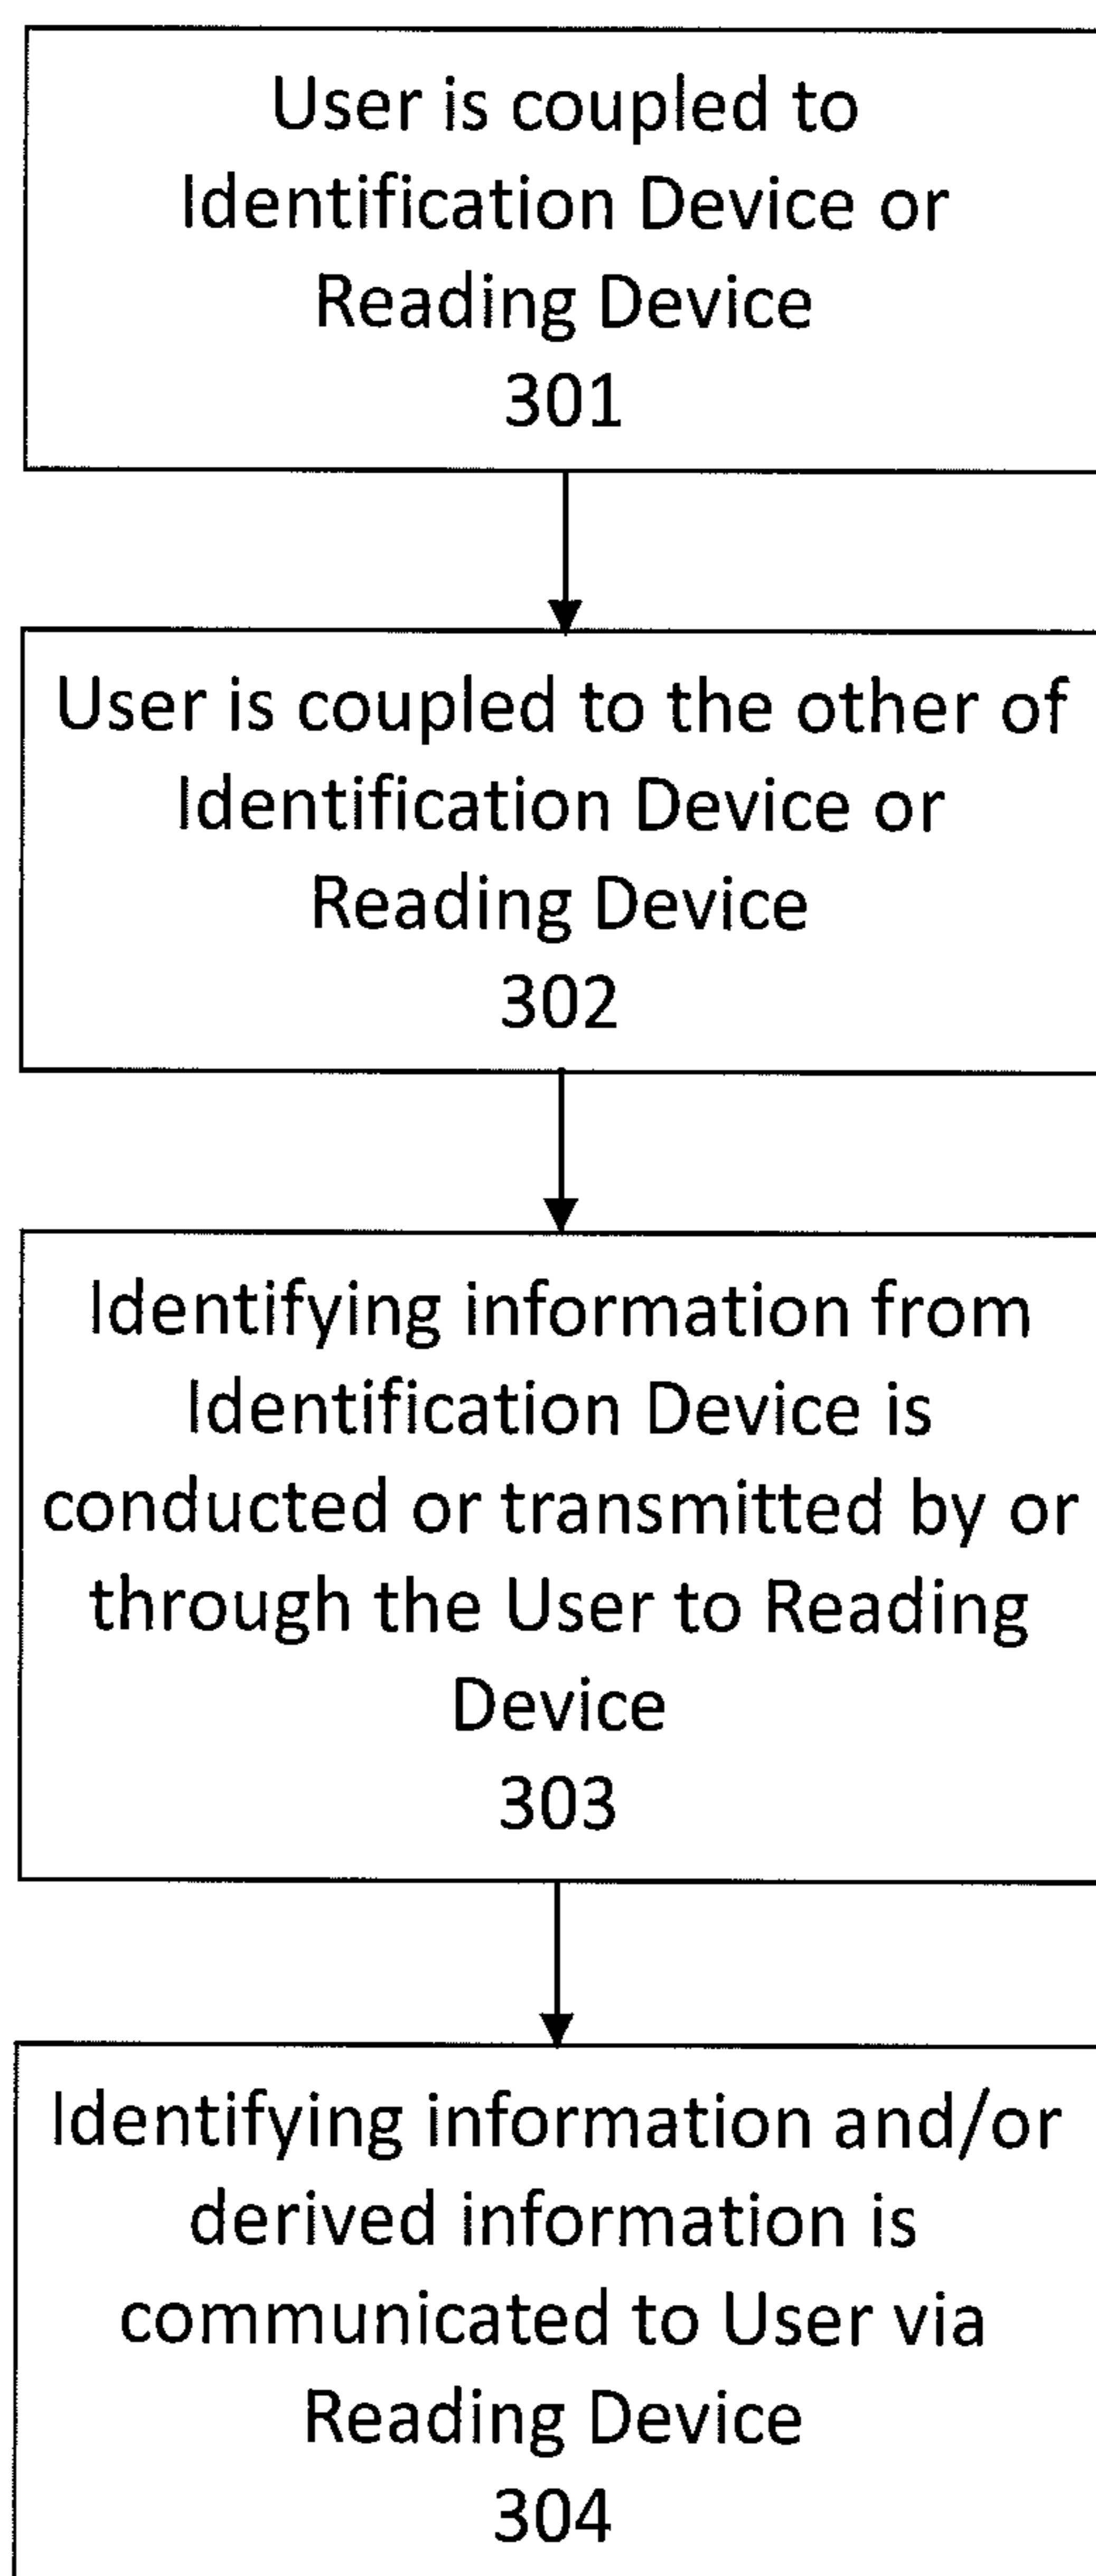 User is coupled to
Identification Device or
Reading Device
301
User is coupled to the other of
Identification Device or
Reading Device
302
Identifying information from
Identification Device is
conducted or transmitted by or
through the User to Reading
Device
303
Identifying information and/or
derived information is
communicated to User via
Reading Device
304